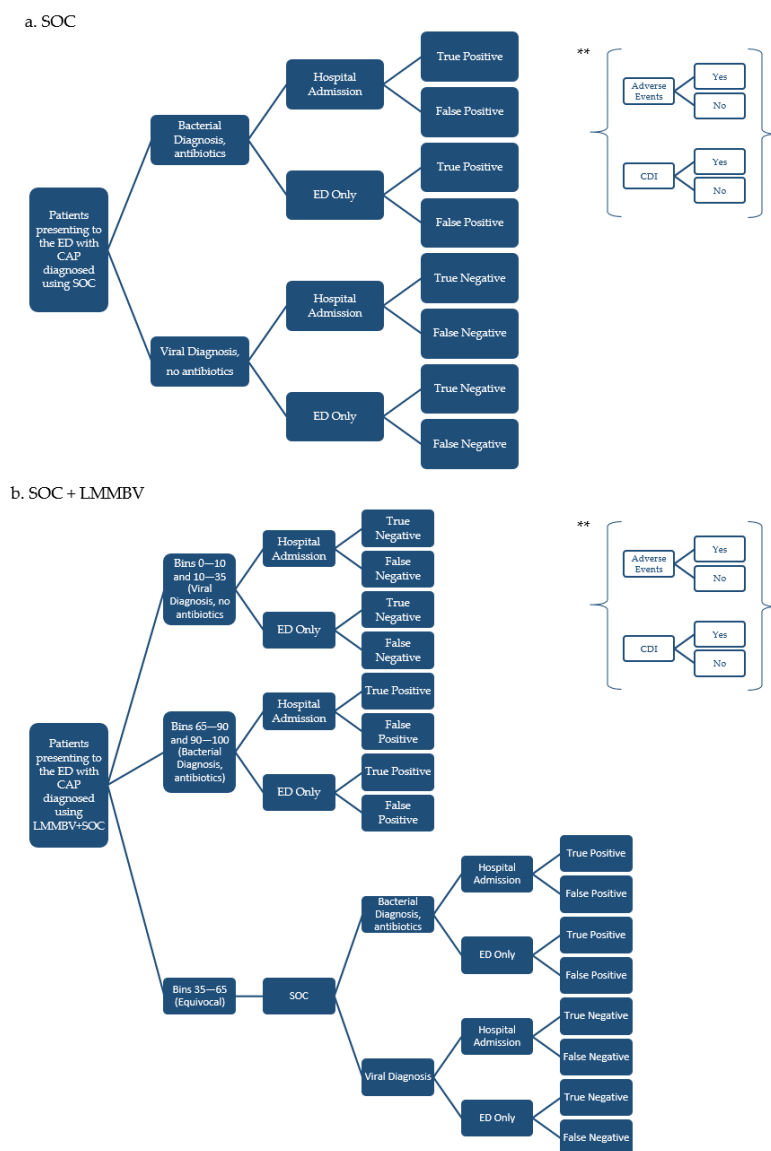 a. SOC
Patients
presenting to
the ED with
CAP
diagnosed
using SOC
Bacterial
Diagnosis,
antibiotics
Hospital
Admission
True Positive
False Positive
ED Only
True Positive
False Positive
Viral Diagnosis,
no antibiotics
Hospital
Admission
True Negative
False Negative
ED Only
True Negative
False Negative
**
Adverse
Events
Yes
No
CDI
Yes
No
b. SOC + LMMBV
Patients
presenting to
the ED with
CAP
diagnosed
using
LMMBV+SOC
Bins 0—10
and 10—35
(Viral
Diagnosis, no
antibiotics
Hospital
Admission
True
Negative
False
Negative
ED Only
True
Negative
False
Negative
Bins 65—90
and 90—100
(Bacterial
Diagnosis,
antibiotics)
Hospital
Admission
True Positive
False
Positive
ED Only
True Positive
False
Positive
Bins 35—65
(Equivocal)
SOC
Bacterial
Diagnosis,
antibiotics
Hospital
Admission
True Positive
False Positive
ED Only
True Positive
False Positive
Viral Diagnosis
Hospital
Admission
True Negative
False Negative
ED Only
True Negative
False Negative
**
Adverse
Events
Yes
No
CDI
Yes
No